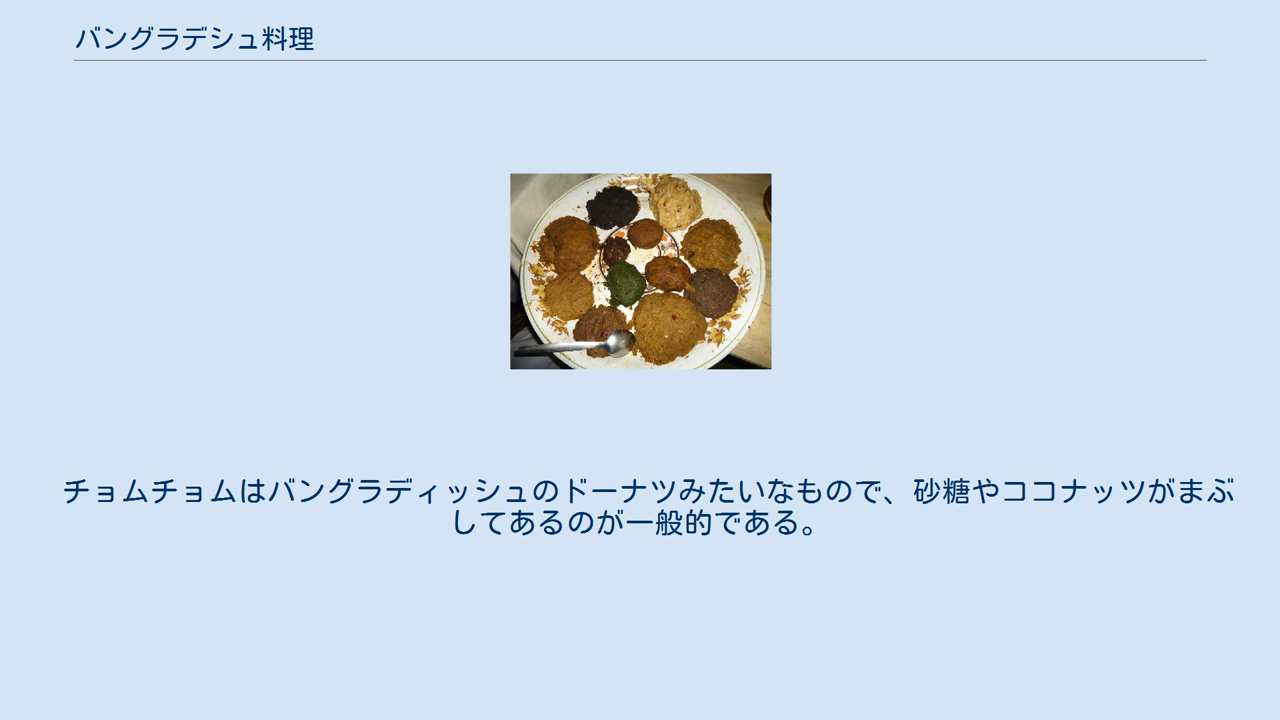 バングラデシュ料理
チョムチョムはバングラディッシュのドーナツみたいなもので、砂糖やココナッツがまぶ
してあるのが一般的である。